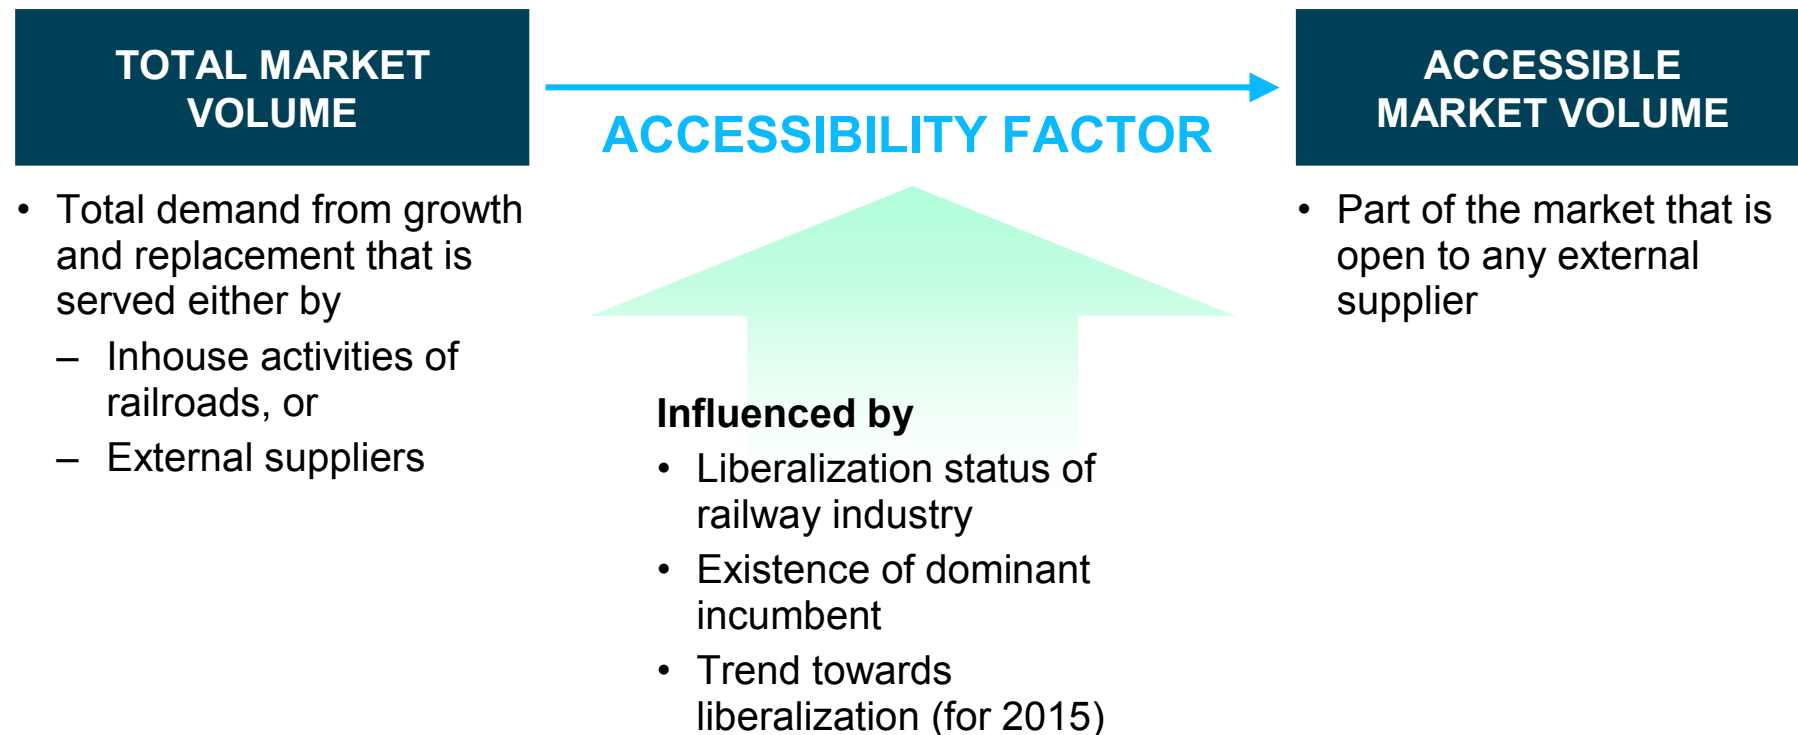 TOTAL MARKET
VOLUME
• Total demand from growth
and replacement that is
served either by
– Inhouse activities of
railroads, or
– External suppliers
ACCESSIBILITY FACTOR
Influenced by
• Liberalization status of
railway industry
• Existence of dominant
incumbent
• Trend towards
liberalization (for 2015)
ACCESSIBLE
MARKET VOLUME
• Part of the market that is
open to any external
supplier